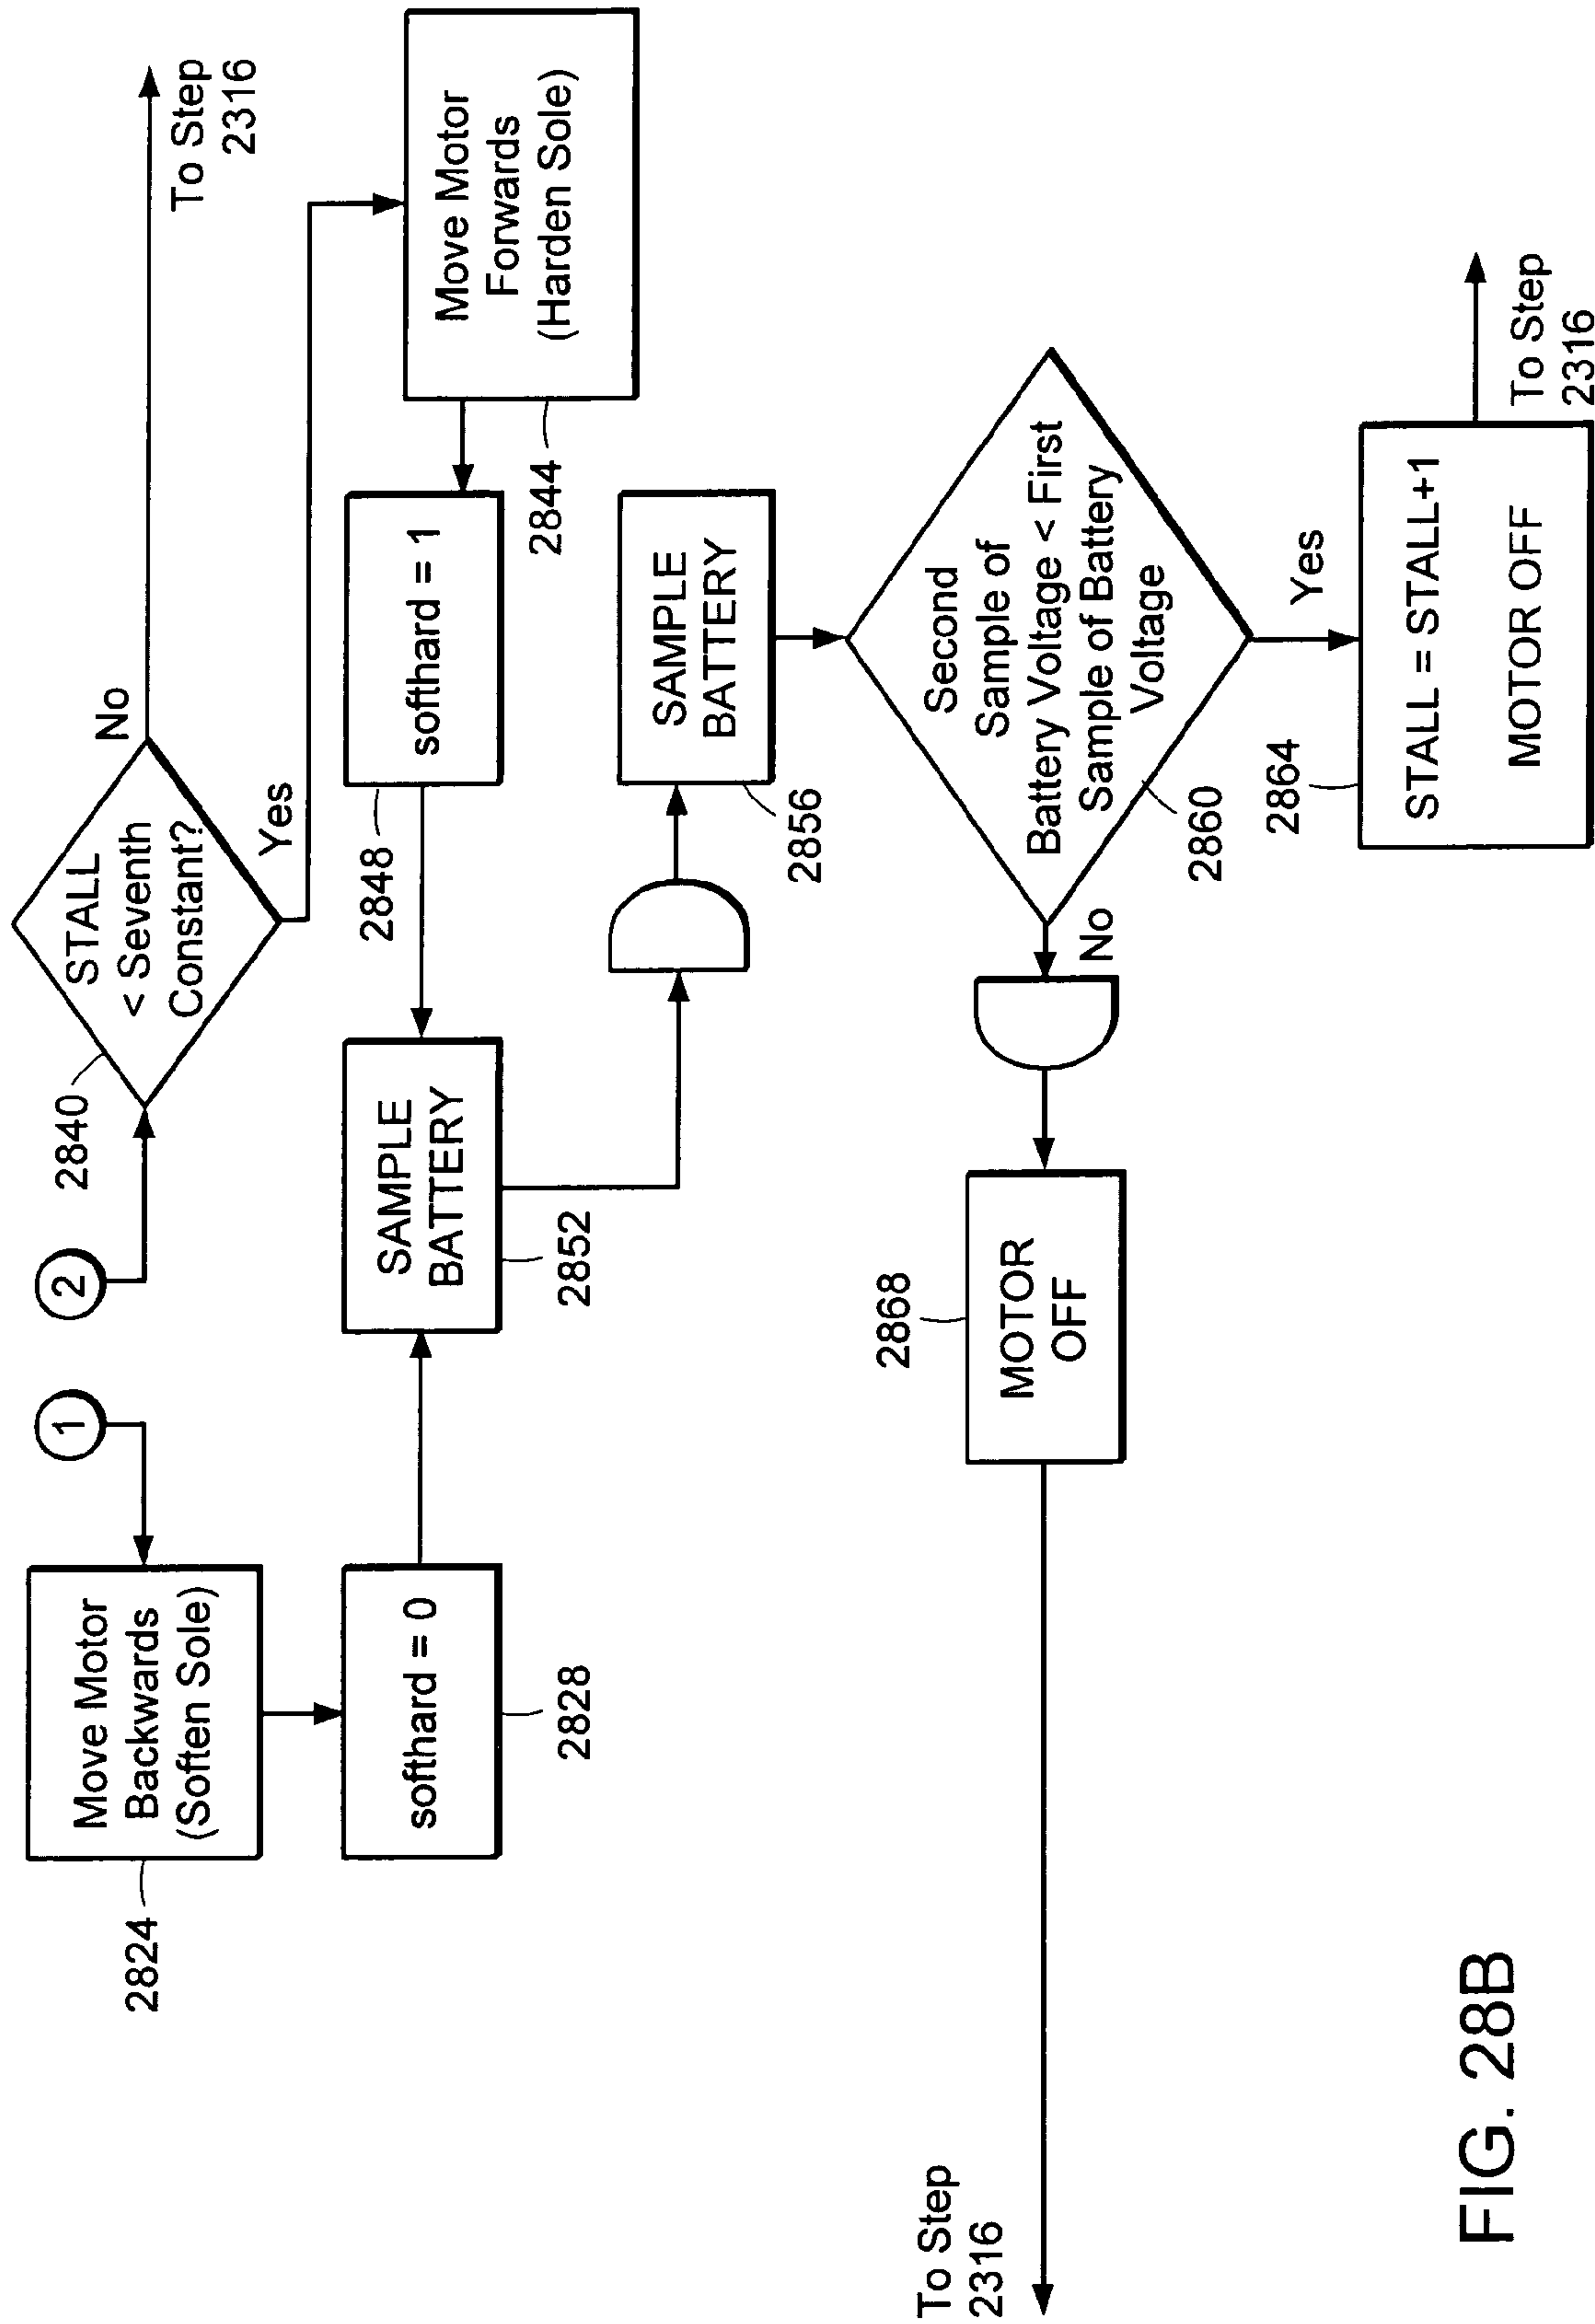 1
2
2824
Move Motor
Backwards
(Soften Sole)
2840
STALL
< Seventh
Constant?
No
To Step
2316
Yes
Move Motor
Forwards
(Harden Sole)
2844
softhard = 0
2828
SAMPLE
BATTERY
2852
2848
softhard = 1
SAMPLE
BATTERY
2856
Second
Sample of
Battery Voltage < First
Sample of Battery
Voltage
2860
No
Yes
2868
MOTOR
OFF
To Step
2316
2864
STALL = STALL+1
MOTOR OFF
To Step
2316
FIG. 28B